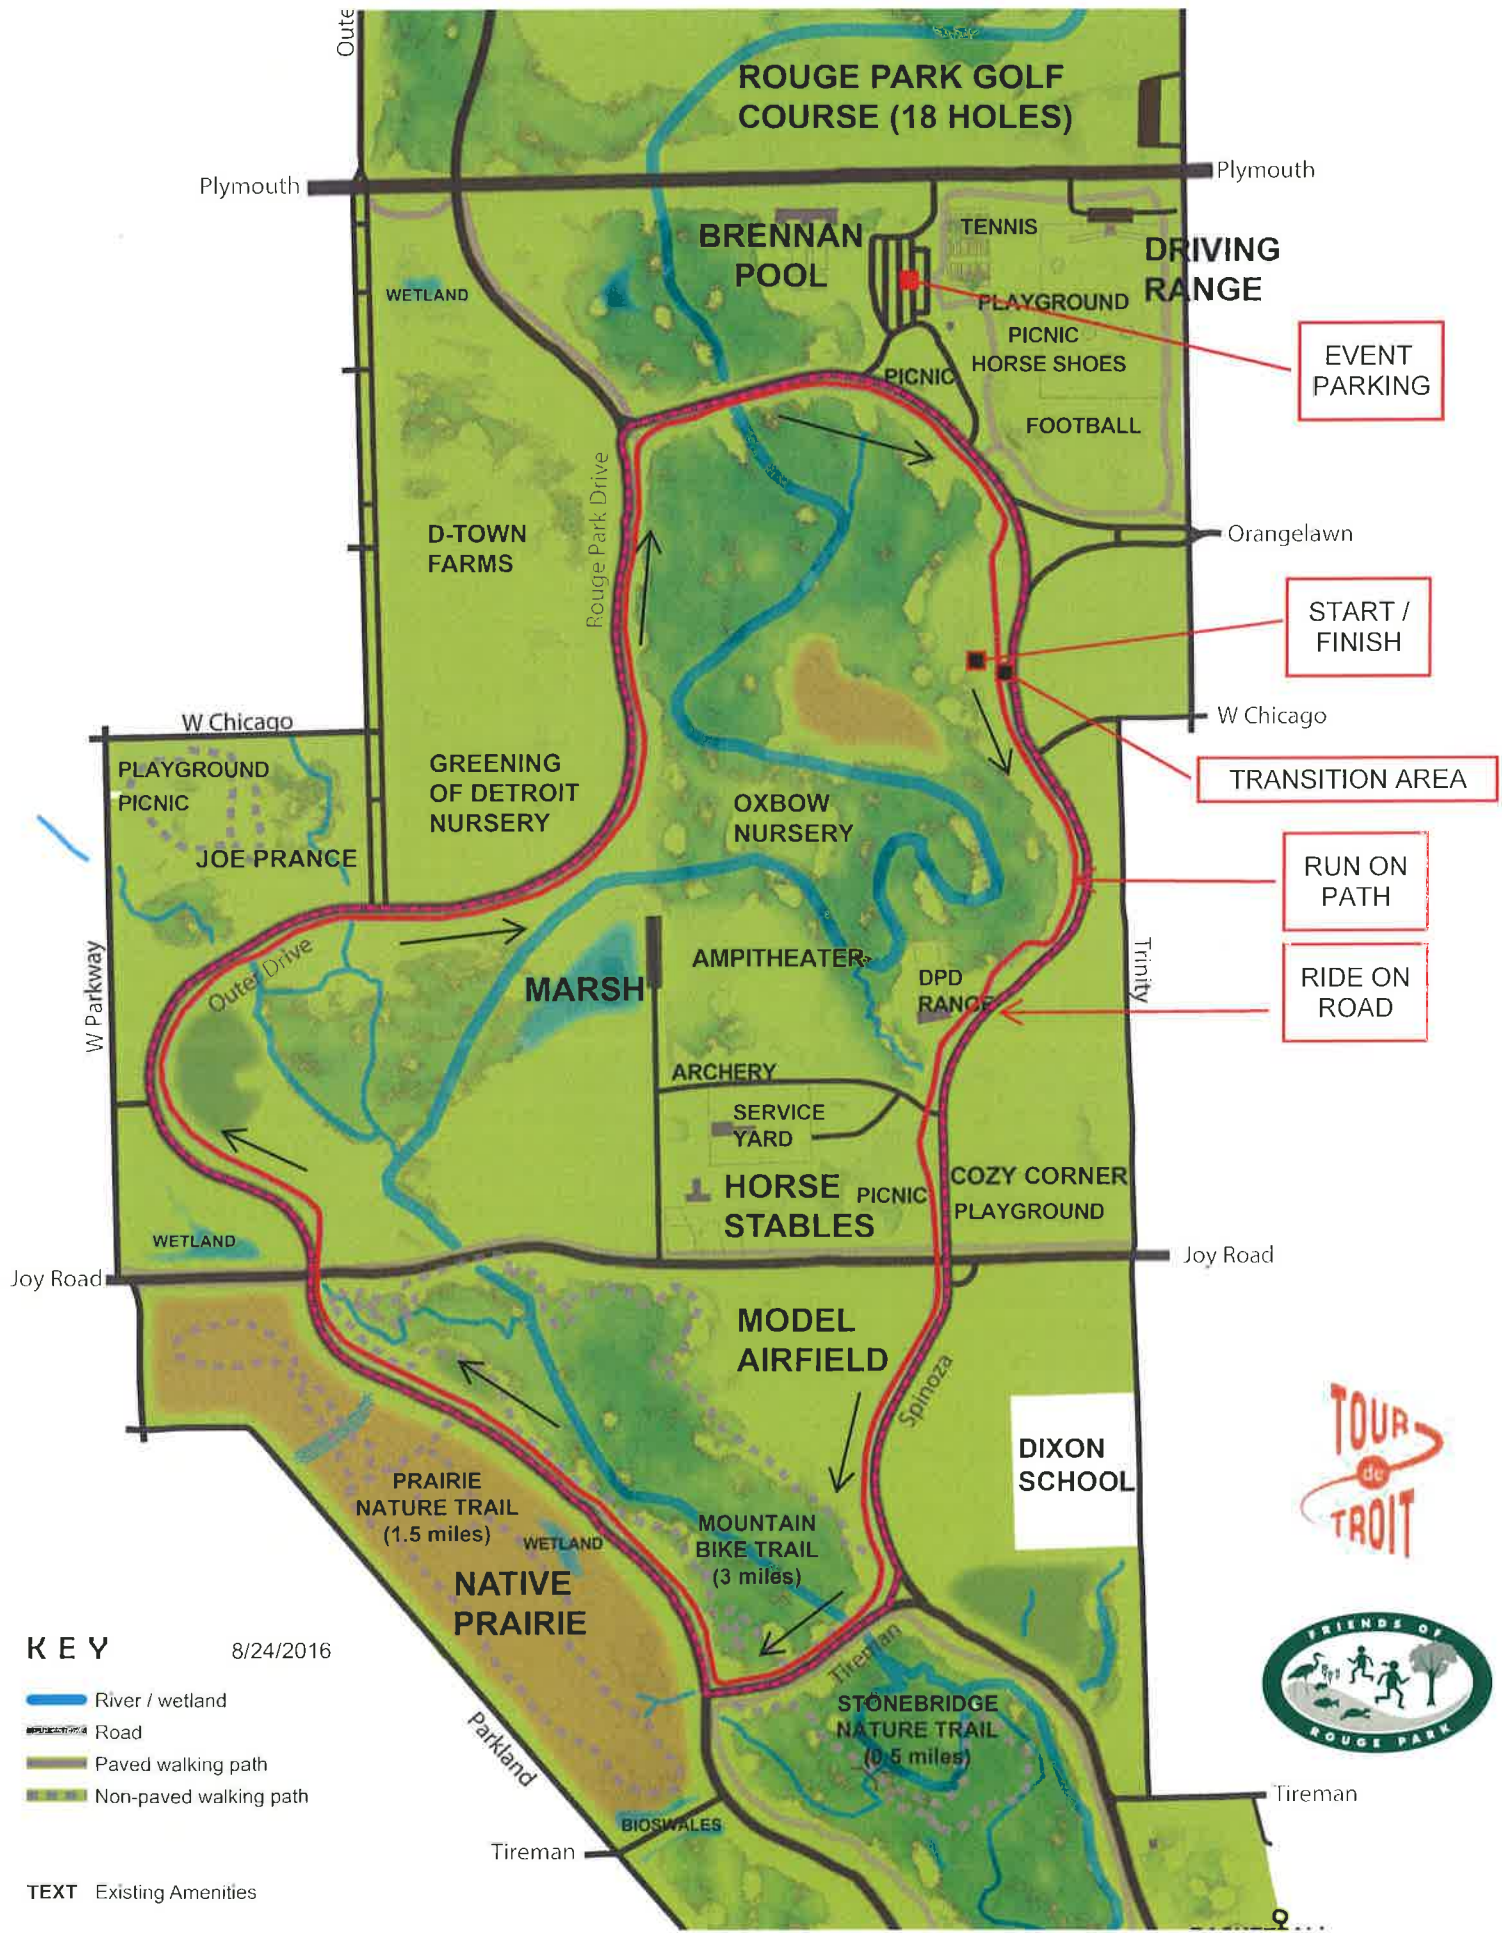 Oute
ROUGE PARK GOLF
COURSE (18 HOLES)
Plymouth
Plymouth
BRENNAN
POOL
TENNIS
DRIVING
RANGE
WETLAND
PLAYGROUND
PICNIC
HORSE SHOES
EVENT
PARKING
PICNIC
FOOTBALL
Rouge Park Drive
D-TOWN
FARMS
Orangelawn
START /
FINISH
W Chicago
W Chicago
TRANSITION AREA
PLAYGROUND
PICNIC
GREENING
OF DETROIT
NURSERY
OXBOW
NURSERY
JOE PRANCE
RUN ON
PATH
W Parkway
Outer Drive
MARSH
AMPITHEATER
DPD
RANGE
Trinity
RIDE ON
ROAD
ARCHERY
SERVICE
YARD
HORSE
STABLES
PICNIC
COZY CORNER
PLAYGROUND
WETLAND
Joy Road
Joy Road
MODEL
AIRFIELD
Spinoza
DIXON
SCHOOL
TOUR
de
TROIT
PRAIRIE
NATURE TRAIL
(1.5 miles)
WETLAND
MOUNTAIN
BIKE TRAIL
(3 miles)
NATIVE
PRAIRIE
Tireman
FRIENDS OF
ROUGE PARK
KEY
8/24/2016
River / wetland
Road
Paved walking path
Non-paved walking path
TEXT Existing Amenities
STONEBRIDGE
NATURE TRAIL
(0.5 miles)
Parkland
BIOSWALES
Tireman
Tireman